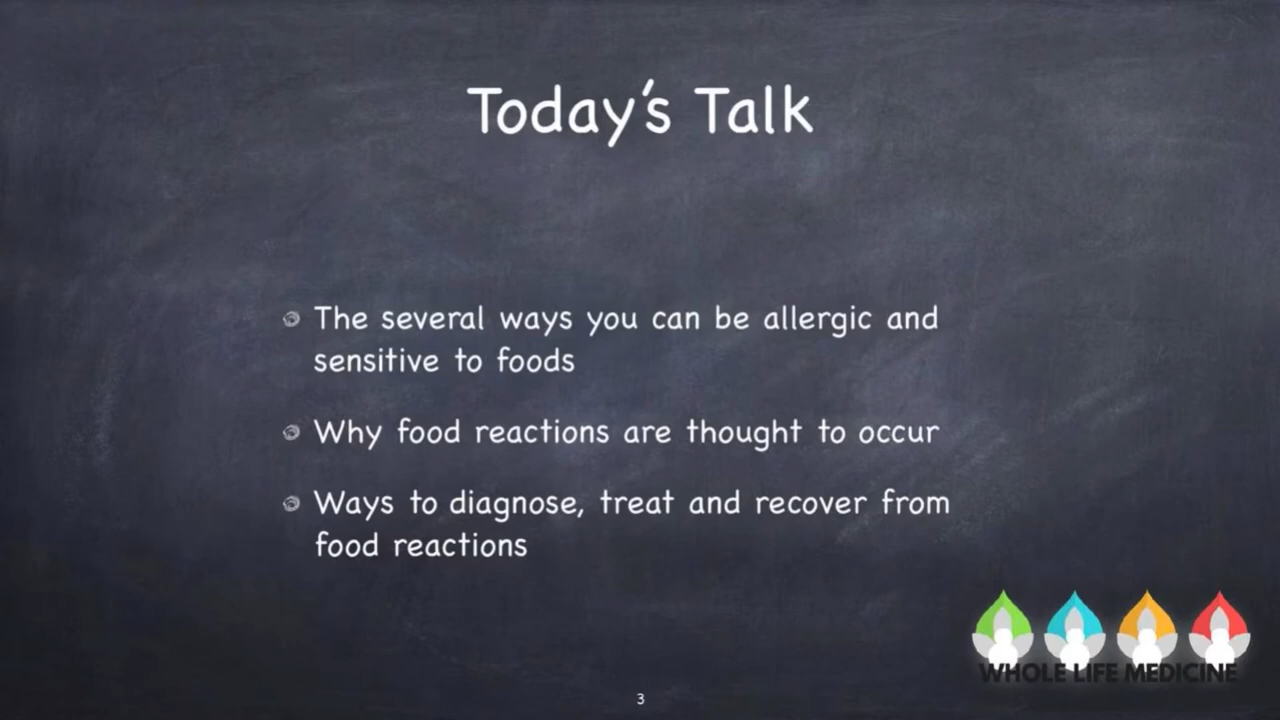 Today's Talk
The several ways you can be allergic and
sensitive to foods
Why food reactions are thought to occur
Ways to diagnose, treat and recover from
food reactions
WHOLE LIFE MEDICINE
3